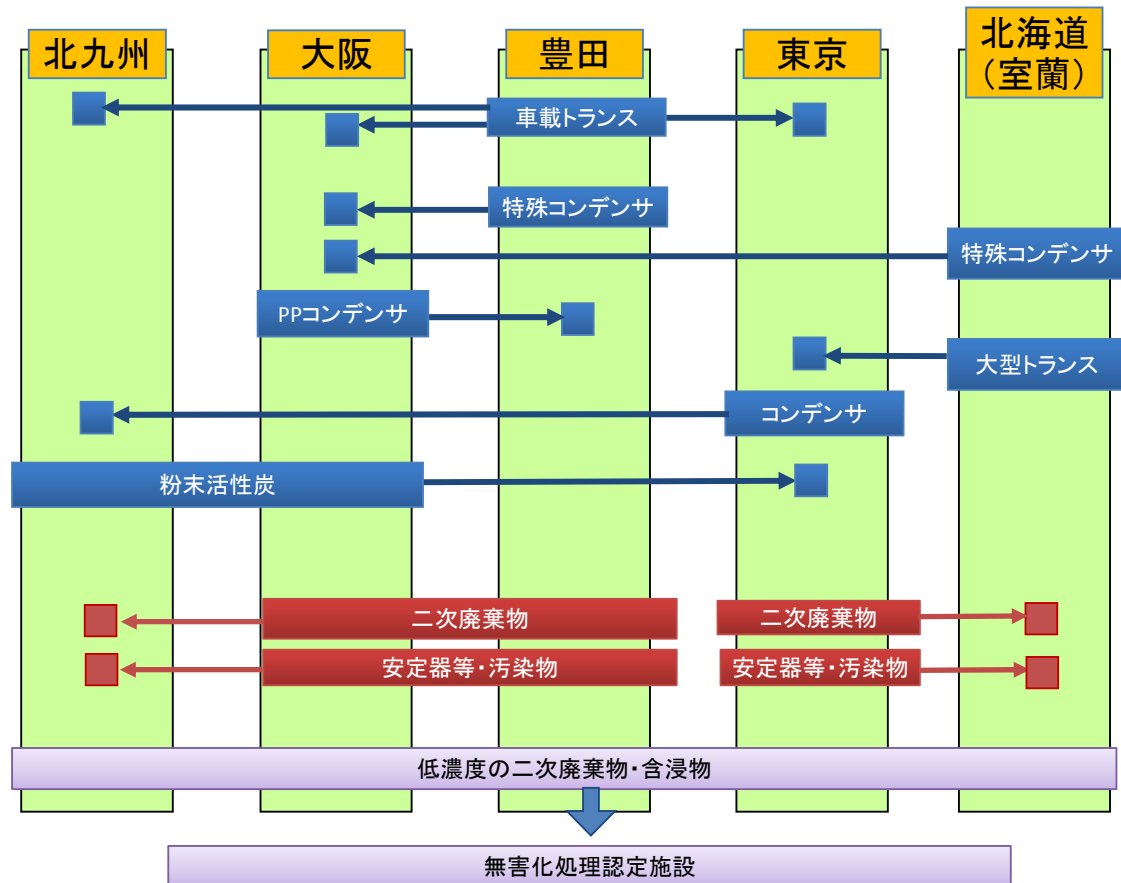 北九州
大阪
豊田
東京
北海道
(室蘭)
車載トランス
特殊コンデンサ
特殊コンデンサ
PPコンデンサ
大型トランス
コンデンサ
粉末活性炭
二次廃棄物
二次廃棄物
安定器等・汚染物
安定器等・汚染物
低濃度の二次廃棄物・含浸物
無害化処理認定施設